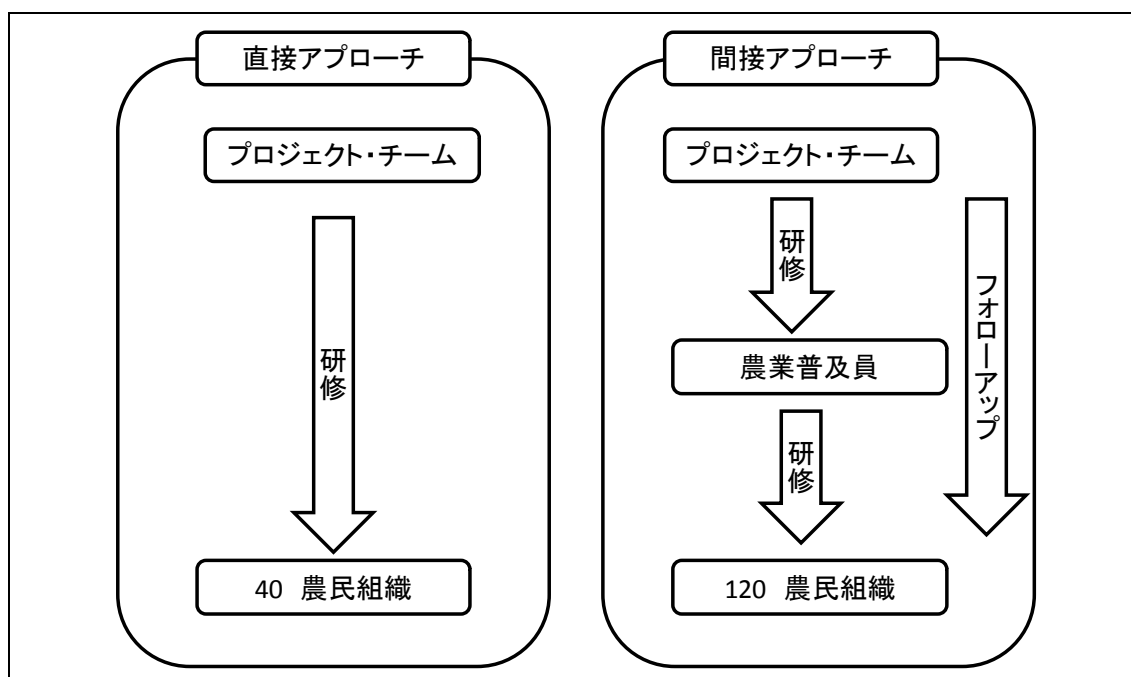 直接アプローチ
プロジェクト・チーム
研修
40 農民組織
間接アプローチ
プロジェクト・チーム
研修
フォローアップ
農業普及員
研修
120 農民組織